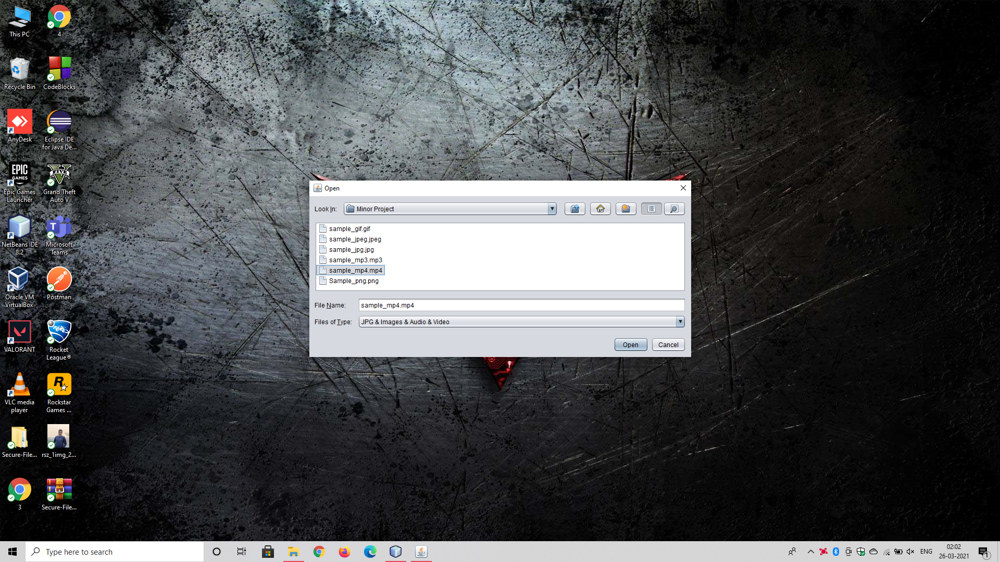 This PC
4
Recycle Bin
CodeBlocks
AnyDesk
Eclipse IDE
for Java De...
EPIC
GAMES
Epic Games
Launcher
FIVE
Grand Theft
Auto V
NetBeans IDE
8.2
T
Microsoft
Teams
Oracle VM
VirtualBox
Postman
VALORANT
Rocket
League®
VLC media
player
R
Rockstar
Games ...
Secure-File...
rsz_1img_2...
3
Secure-File...
Open
Look In:
Minor Project
sample_gif.gif
sample_jpeg.jpeg
sample_jpg.jpg
sample_mp3.mp3
sample_mp4.mp4
Sample_png.png
File Name:
sample_mp4.mp4
Files of Type:
JPG & Images & Audio & Video
Open
Cancel
Type here to search
ENG
02:02
26-03-2021
1